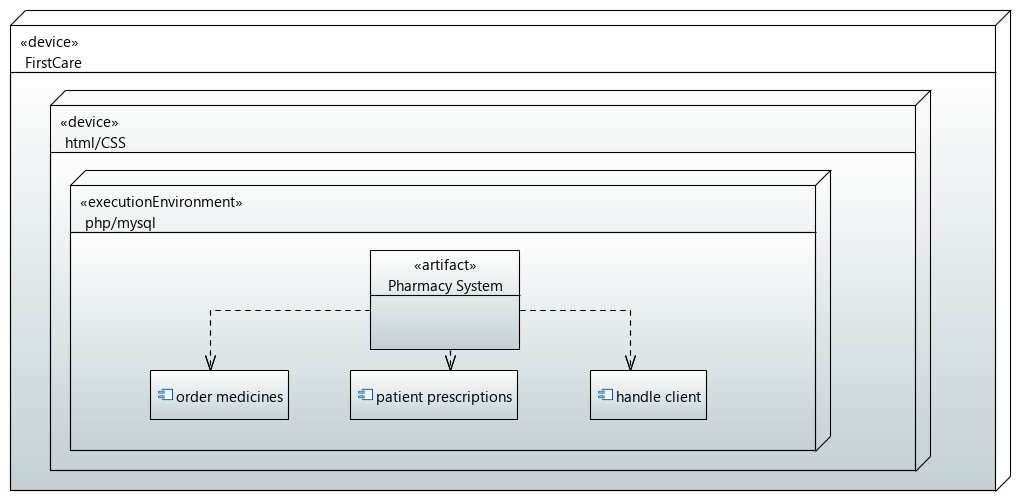 «device»
FirstCare
«device»
html/CSS
«executionEnvironment»
php/mysql
«artifact»
Pharmacy System
order medicines
patient prescriptions
handle client